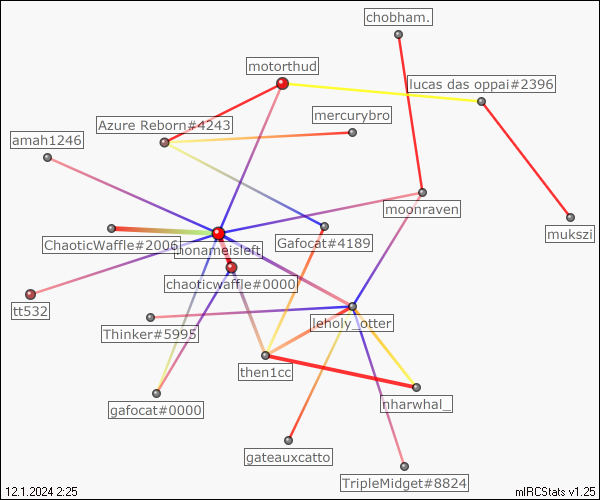 chobham.
motorthud
lucas das oppai#2396
mercurybro
Azure Reborn#4243
amah1246
moonraven
mukszi
ChaoticWaffle#2006
Gafocat#4189
chaoticwaffle#0000
tt532
leholy_otter
Thinker#5995
then1cc
nharwhal_
gafocat#0000
gateauxcatto
TripleMidget#8824
12.1.2024 2:25
mIRCStats v1.25